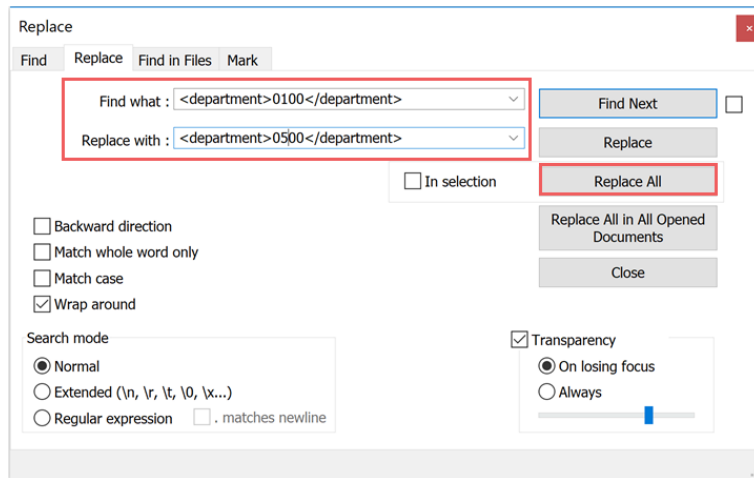 Replace
Find Replace Find in Files Mark
Find what : <department>0100</department>
Find Next
Replace with : <department>0500</department>
Replace
In selection
Replace All
Replace All in All Opened
Documents
Backward direction
Match whole word only
Match case
Close
Wrap around
Search mode
Normal
Extended (\n, \r, \t, \0, \x...)
Regular expression
. matches newline
Transparency
On losing focus
Always